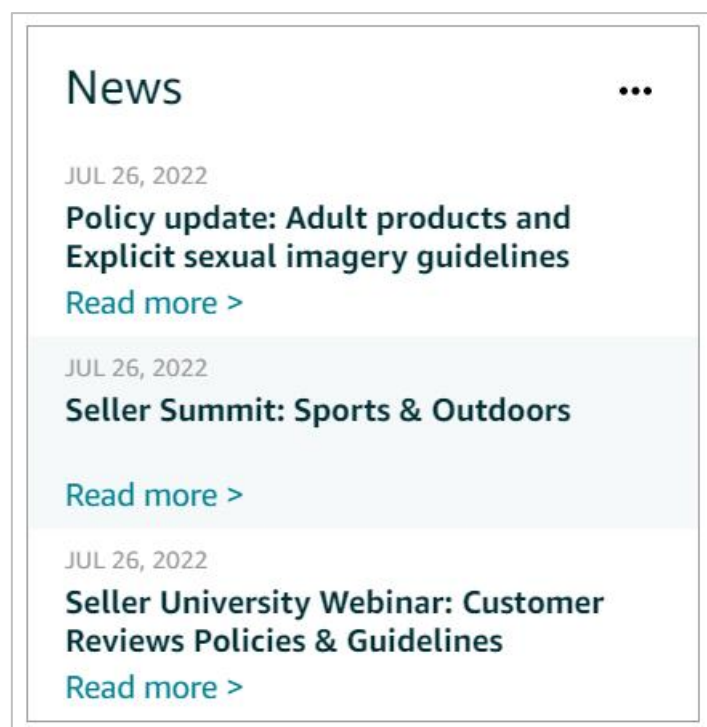 News
JUL 26, 2022
Policy update: Adult products and
Explicit sexual imagery guidelines
Read more >
JUL 26, 2022
Seller Summit: Sports & Outdoors
Read more >
JUL 26, 2022
Seller University Webinar: Customer
Reviews Policies & Guidelines
Read more >